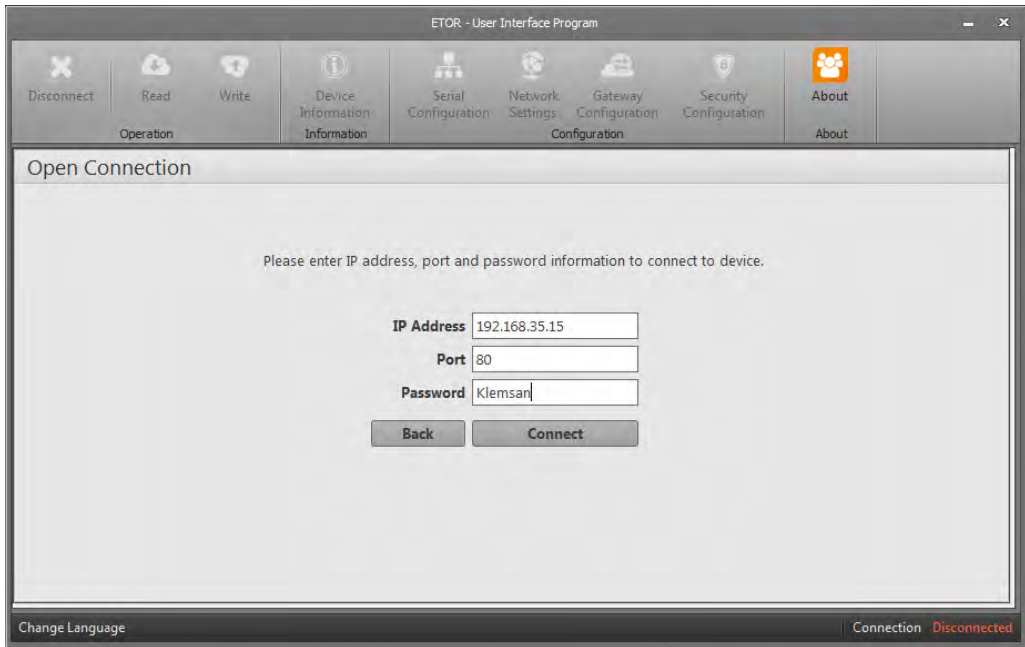 ETOR - User Interface Program
Disconnect
Read
Write
Device
Information
Serial
Configuration
Network
Settings
Gateway
Configuration
Security
Configuration
About
Operation
Information
Configuration
About
Open Connection
Please enter IP address, port and password information to connect to device.
IP Address 192.168.35.15
Port 80
Password Klemsan
Back Connect
Change Language Connection Disconnected